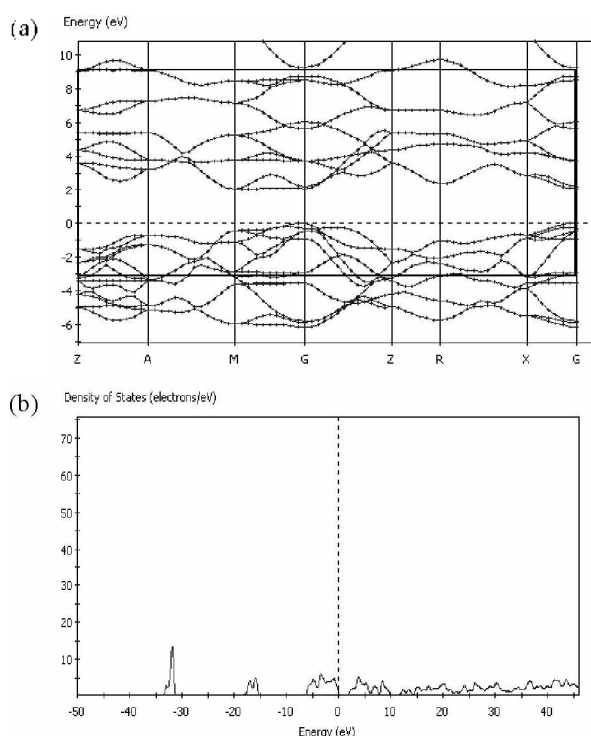 (a)
Energy (eV)
10
8
6
4
2
0
-2
-4
-6
Z A M G Z R X G
(b)
Density of States (electrons/eV)
70
60
50
40
30
20
10
-50 -40 -30 -20 -10 0 10 20 30 40
Energy (eV)